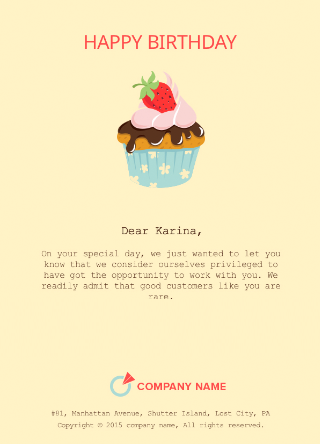 HAPPY BIRTHDAY
Dear Karina,
On your special day, we just wanted to let you
know that we consider ourselves privileged to
have got the opportunity to work with you. We
readily admit that good customers like you are
rare.
COMPANY NAME
#81, Manhattan Avenue, Shutter Island, Lost City, PA
Copyright © 2015 company name, All rights reserved.